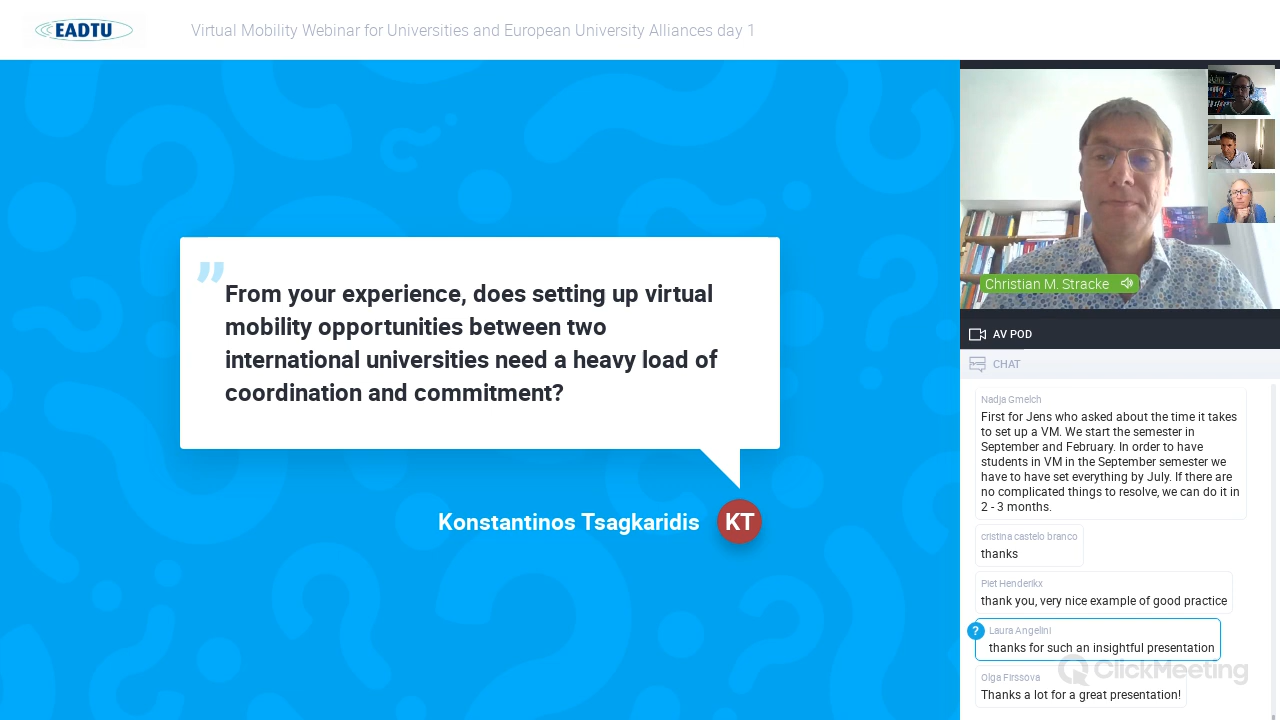 EADTU
Virtual Mobility Webinar for Universities and European University Alliances day 1
From your experience, does setting up virtual
mobility opportunities between two
international universities need a heavy load of
coordination and commitment?
Konstantinos Tsagkaridis
KT
Christian M. Stracke
AV POD
CHAT
Nadja Gmelch
First for Jens who asked about the time it takes
to set up a VM. We start the semester in
September and February. In order to have
students in VM in the September semester we
have to have set everything by July. If there are
no complicated things to resolve, we can do it in
2 - 3 months.
cristina castelo branco
thanks
Piet Henderikx
thank you, very nice example of good practice
?
Laura Angelini
thanks for such an insightful presentation
ClickMeeting
Olga Firssova
Thanks a lot for a great presentation!